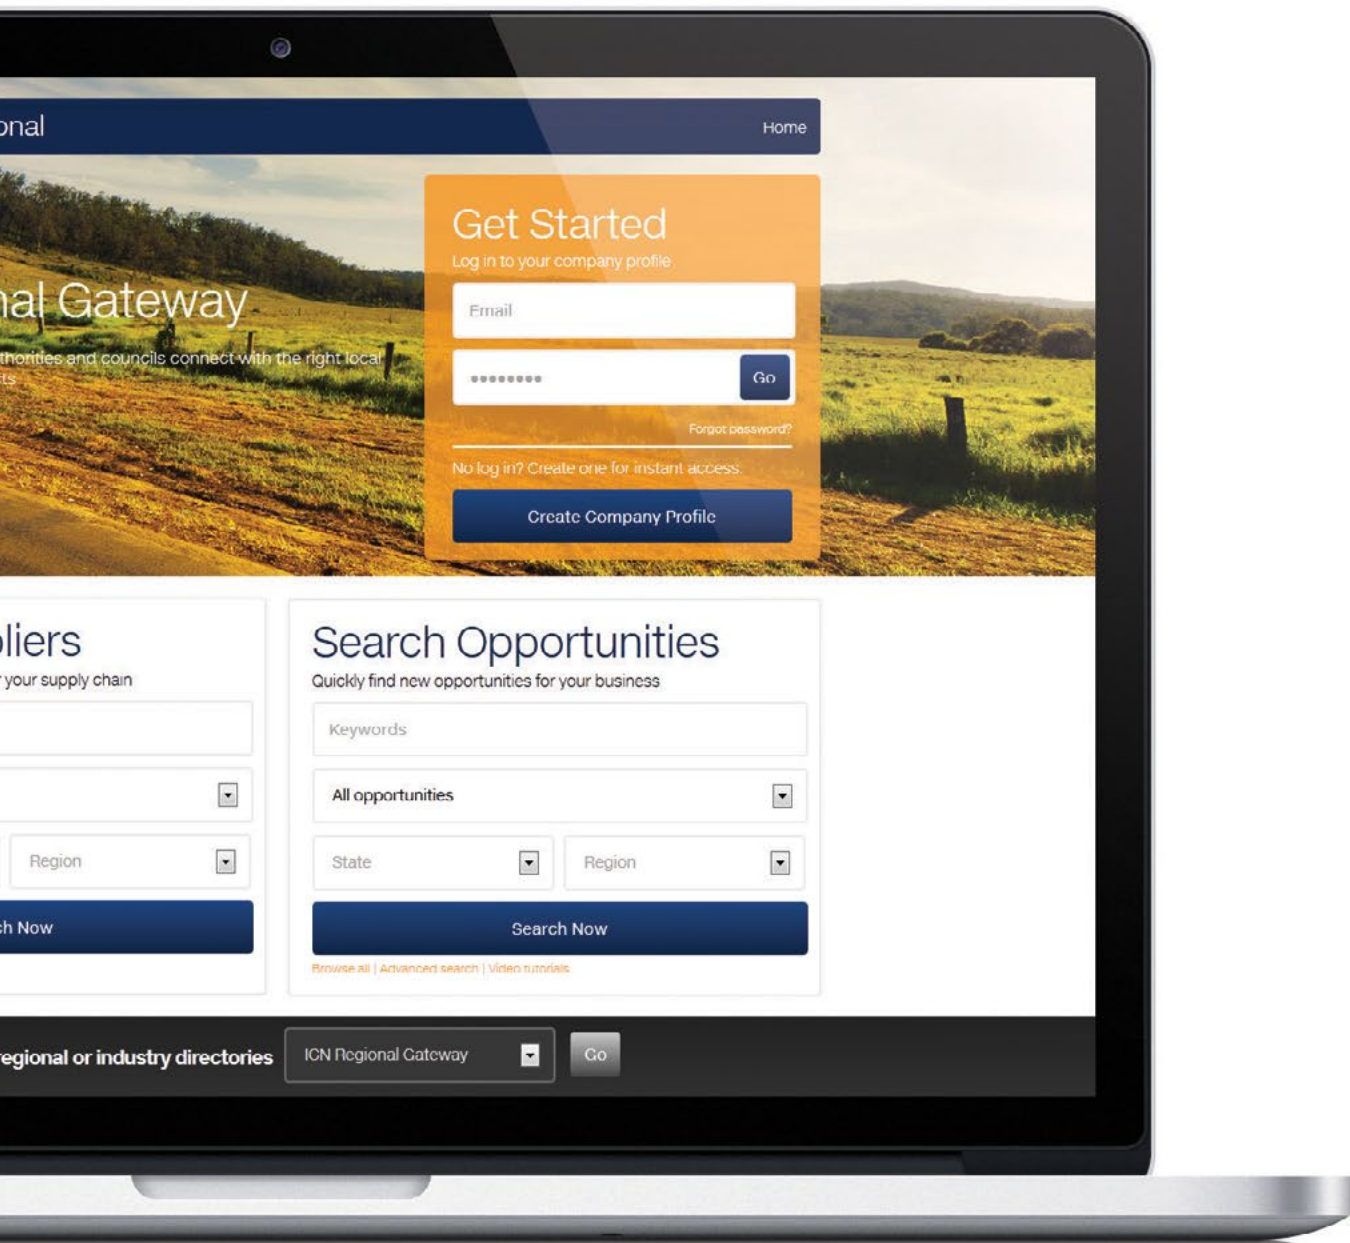 onal
Home
Get Started
Log in to your company profile
Email
nal Gateway
thorities and councils connect with the right local
cts
Go
Forgot password?
No log in? Create one for instant access.
Create Company Profile
pliers
your supply chain
Region
ch Now
Search Opportunities
Quickly find new opportunities for your business
Keywords
All opportunities
State
Region
Search Now
Browse all | Advanced search | Video tutorials
regional or industry directories
ICN Regional Gateway
Go